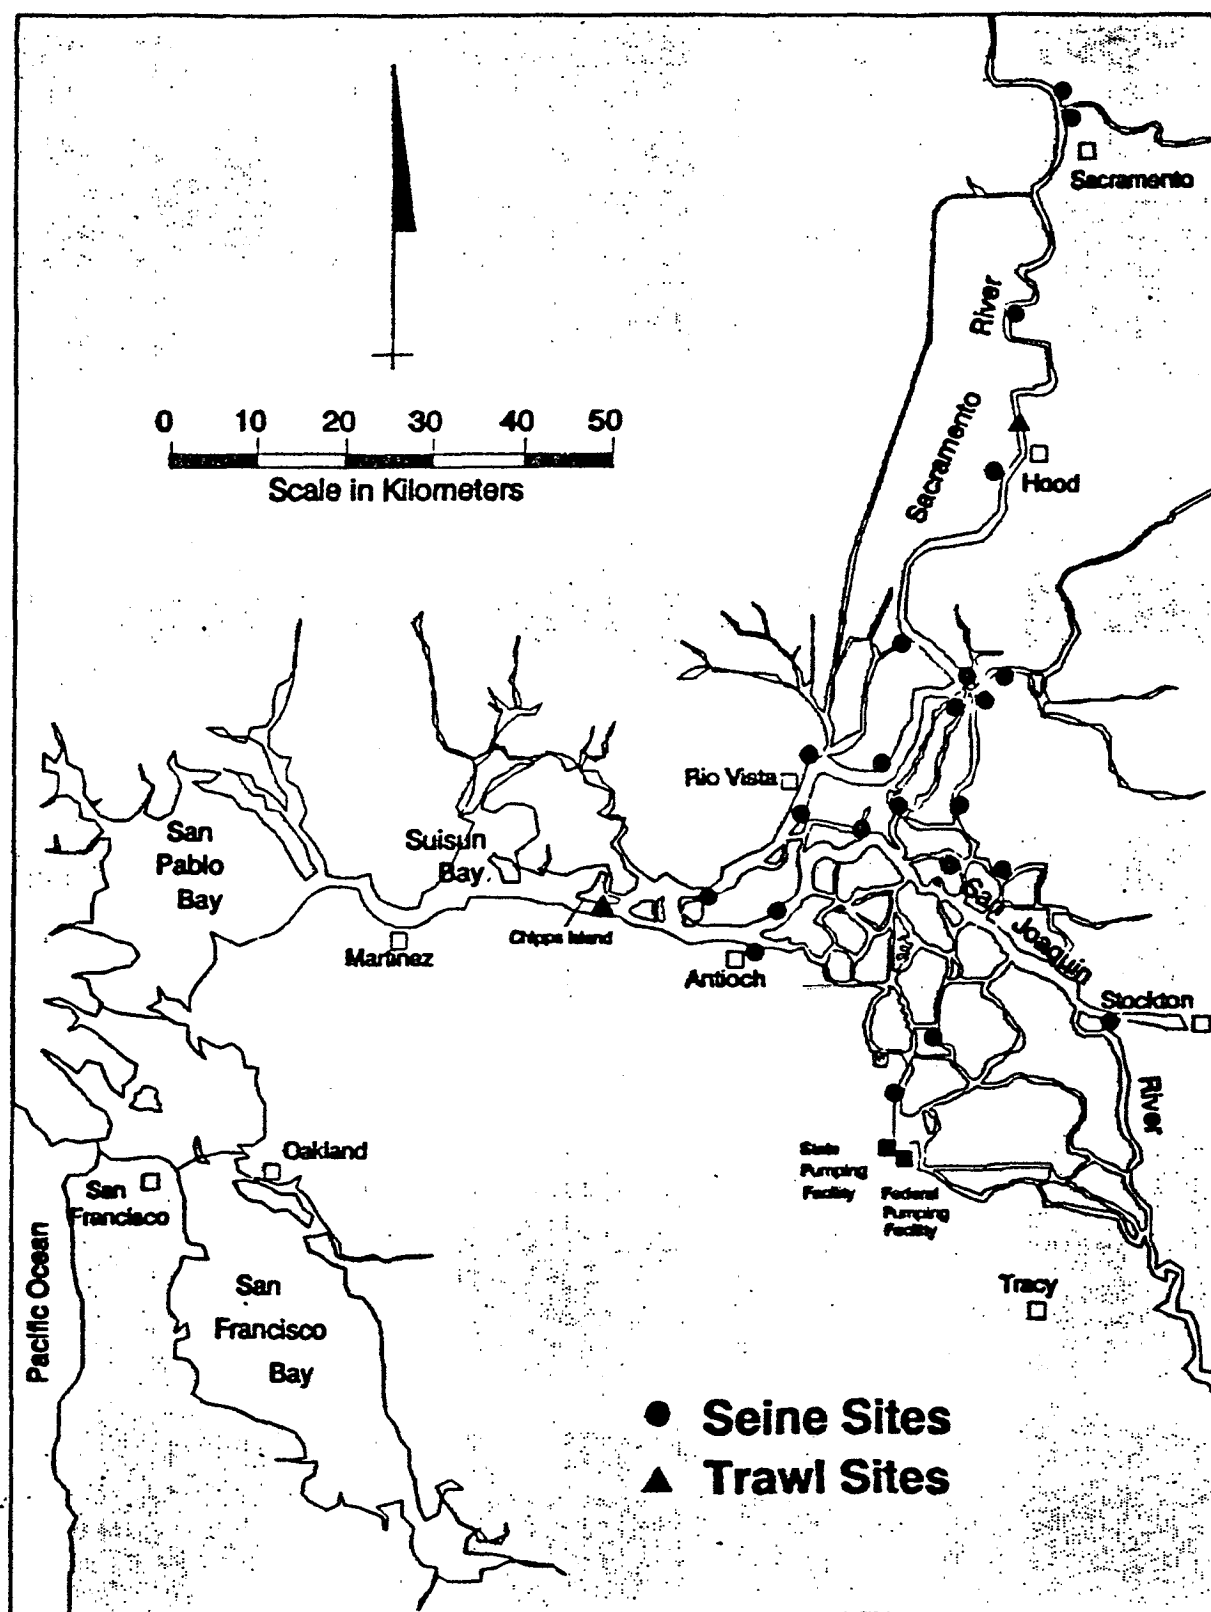 Sacramento
River
0 10 20 30 40 50
Scale in Kilometers
Sacramento
Hood
Rio Vista
San
Pablo
Bay
Suisun
Bay
San
Joaquin
River
Chipps Island
Martinez
Antioch
Stockton
State
Pumping
Facility
Federal
Pumping
Facility
Oakland
San
Francisco
Pacific Ocean
San
Francisco
Bay
Tracy
Seine Sites
Trawl Sites